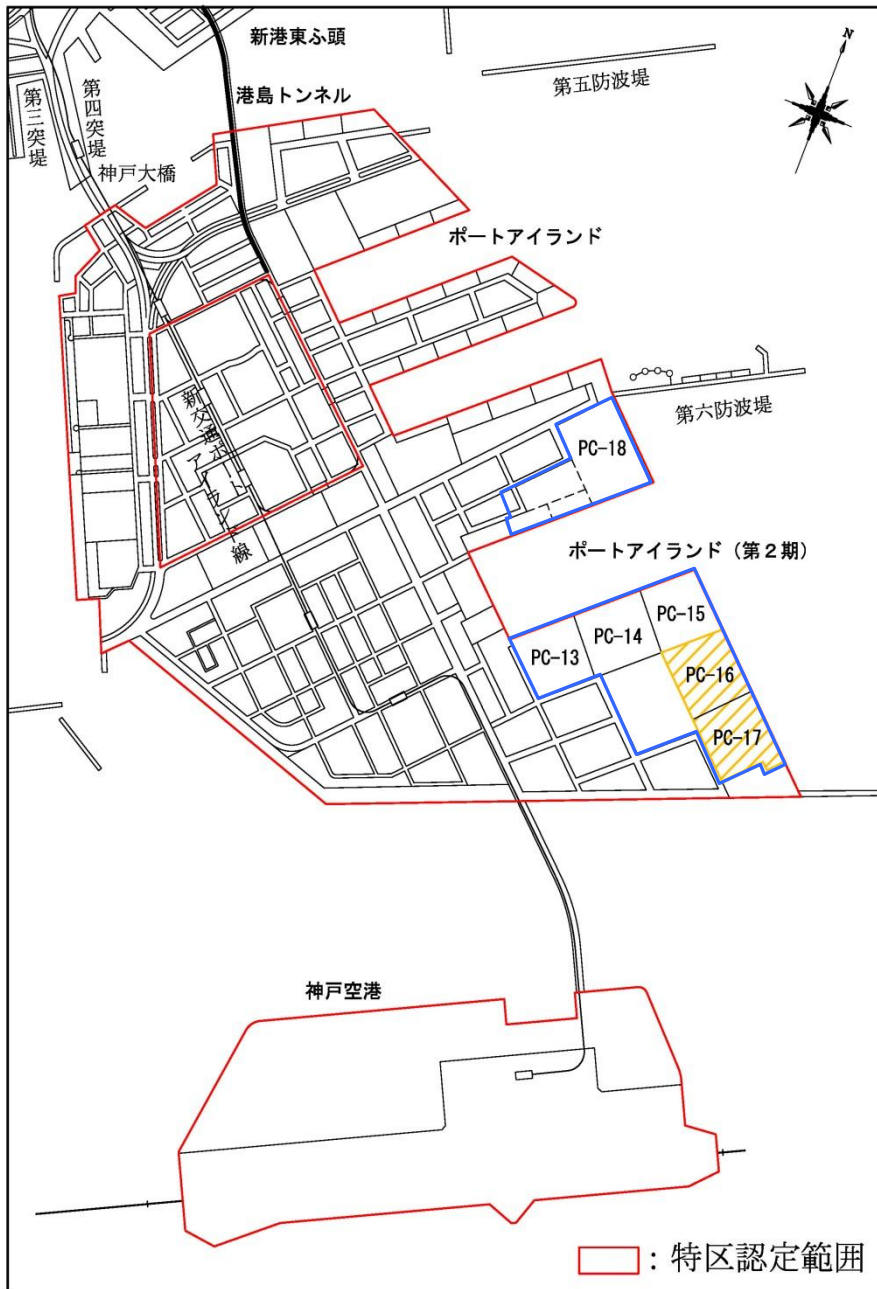 新港東ふ頭
N
第五防波堤
港島トンネル
第三突堤
第四突堤
神戸大橋
ポートアイランド
第六防波堤
新交通ポートアイランド線
PC-18
ポートアイランド（第２期）
PC-15
PC-14
PC-13
PC-16
PC-17
神戸空港
：特区認定範囲